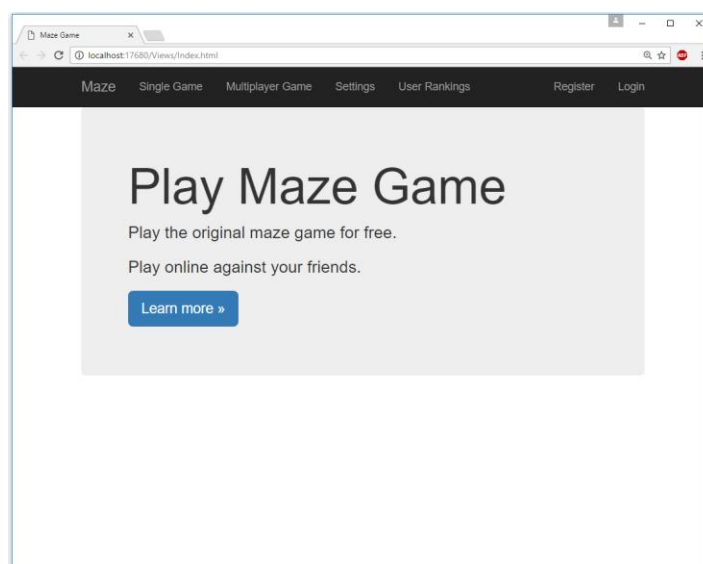 Maze Game
localhost:17680/Views/Index.html
Maze Single Game Multiplayer Game Settings User Rankings Register Login
Play Maze Game
Play the original maze game for free.
Play online against your friends.
Learn more »